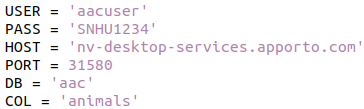 USER = 'aacuser'
PASS = 'SNHU1234'
HOST = 'nv-desktop-services.apporto.com'
PORT = 31580
DB = 'aac'
COL = 'animals'